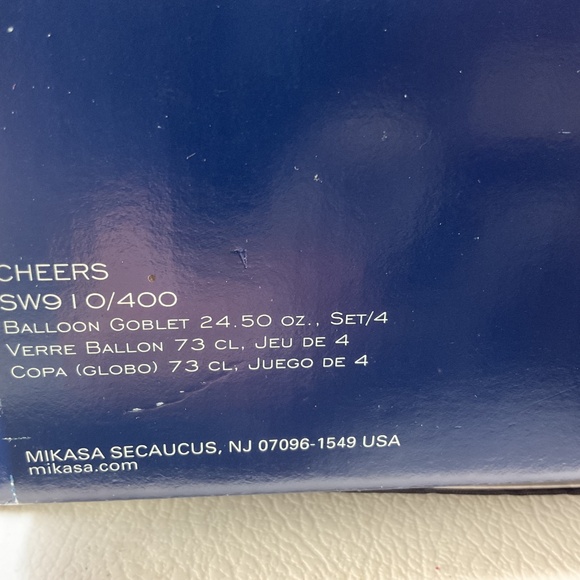 CHEERS
SW910/400
BALLOON GOBLET 24.50 OZ., SET/4
VERRE BALLON 73 CL, JEU DE 4
COPA (GLOBO) 73 CL, JUEGO DE 4
MIKASA SECAUCUS, NJ 07096-1549 USA
mikasa.com